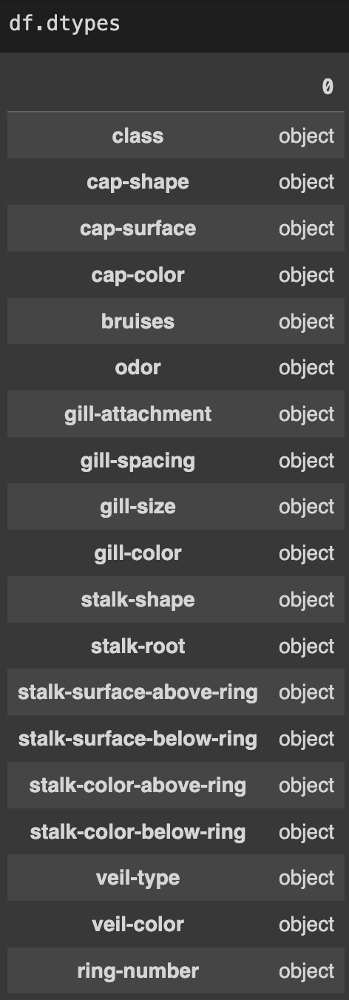 df.dtypes
0
class object
cap-shape object
cap-surface object
cap-color object
bruises object
odor object
gill-attachment object
gill-spacing object
gill-size object
gill-color object
stalk-shape object
stalk-root object
stalk-surface-above-ring object
stalk-surface-below-ring object
stalk-color-above-ring object
stalk-color-below-ring object
veil-type object
veil-color object
ring-number object